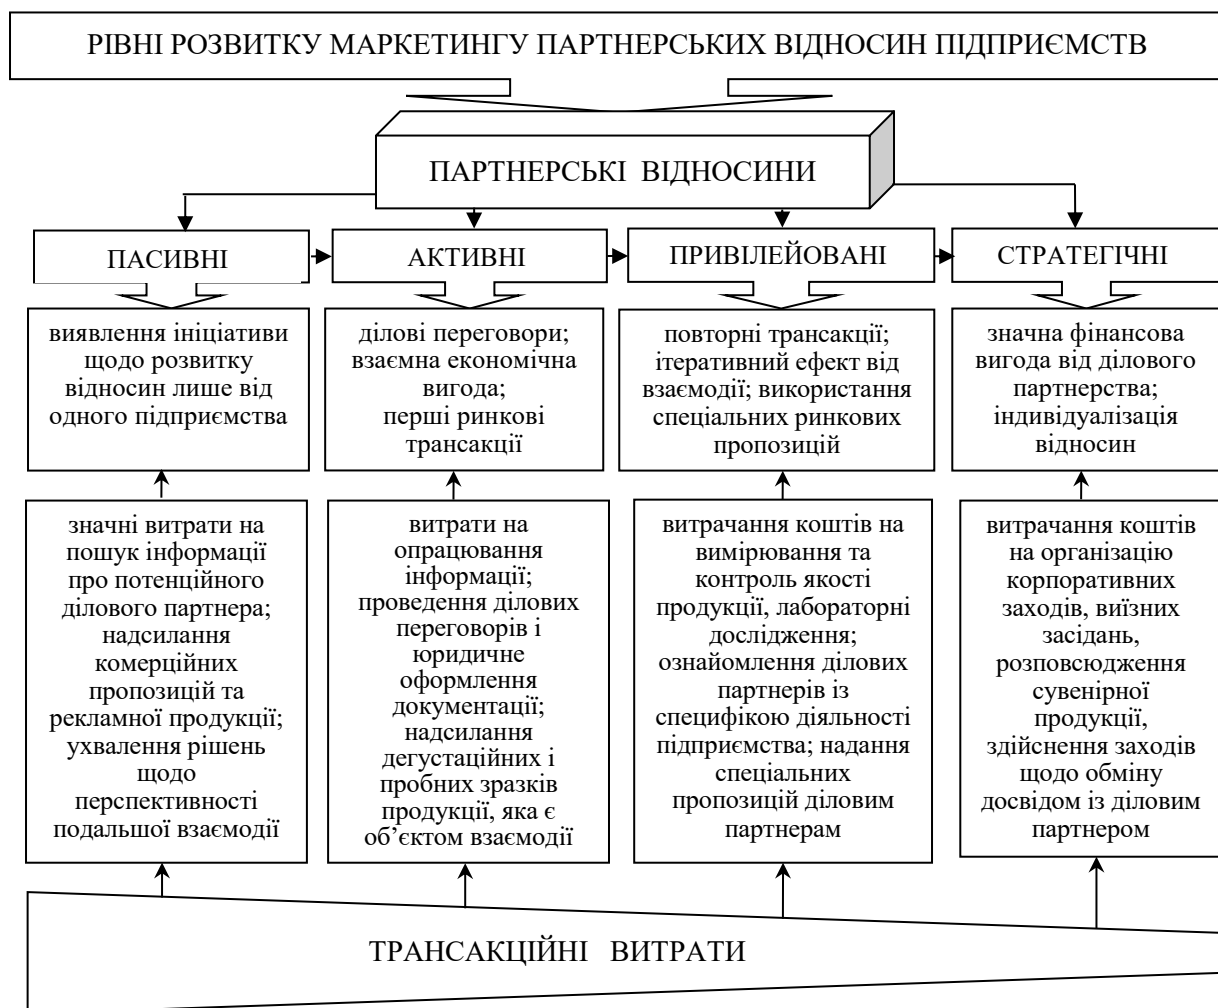 РІВНІ РОЗВИТКУ МАРКЕТИНГУ ПАРТНЕРСЬКИХ ВІДНОСИН ПІДПРИЄМСТВ
ПАРТНЕРСЬКІ ВІДНОСИНИ
ПАСИВНІ
АКТИВНІ
ПРИВІЛЕЙОВАНІ
СТРАТЕГІЧНІ
виявлення ініціативи
щодо розвитку
відносин лише від
одного підприємства
ділові переговори;
взаємна економічна
вигода;
перші ринкові
трансакції
повторні трансакції;
ітеративний ефект від
взаємодії; використання
спеціальних ринкових
пропозицій
значна фінансова
вигода від ділового
партнерства;
індивідуалізація
відносин
значні витрати на
пошук інформації
про потенційного
ділового партнера;
надсилання
комерційних
пропозицій та
рекламної продукції;
ухвалення рішень
щодо
перспективності
подальшої взаємодії
витрати на
опрацювання
інформації;
проведення ділових
переговорів і
юридичне
оформлення
документації;
надсилання
дегустаційних і
пробних зразків
продукції, яка є
об’єктом взаємодії
витрачання коштів на
вимірювання та
контроль якості
продукції, лабораторні
дослідження;
ознайомлення ділових
партнерів із
специфікою діяльності
підприємства; надання
спеціальних
пропозицій діловим
партнерам
витрачання коштів
на організацію
корпоративних
заходів, виїзних
засідань,
розповсюдження
сувенірної
продукції,
здійснення заходів
щодо обміну
досвідом із діловим
партнером
ТРАНСАКЦІЙНІ ВИТРАТИ